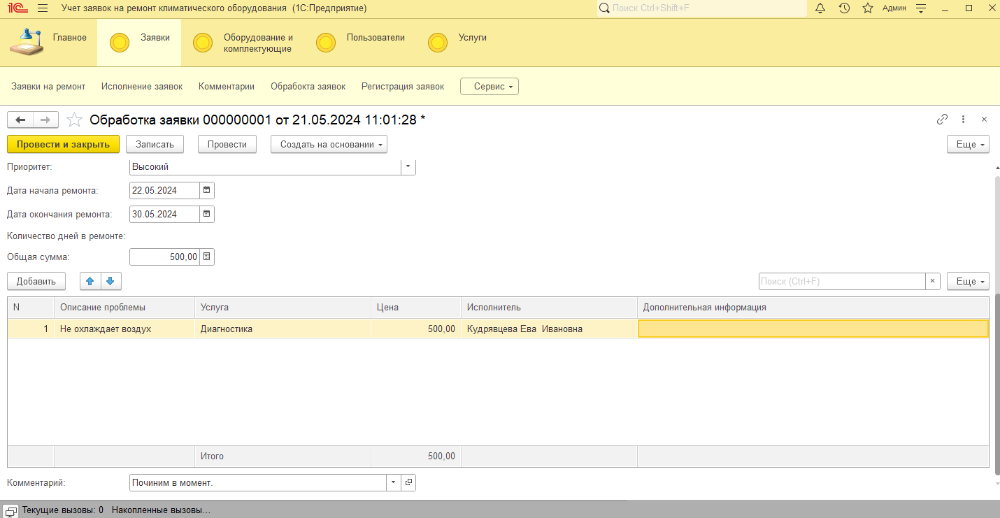 1С Учет заявок на ремонт климатического оборудования (1С:Предприятие) Поиск Ctrl+Shift+F Админ
Главное Заявки Оборудование и комплектующие Пользователи Услуги
Заявки на ремонт Исполнение заявок Комментарии Обрабокта заявок Регистрация заявок Сервис
Обработка заявки 000000001 от 21.05.2024 11:01:28 *
Провести и закрыть Записать Провести Создать на основании Еще
Приоритет: Высокий
Дата начала ремонта: 22.05.2024
Дата окончания ремонта: 30.05.2024
Количество дней в ремонте:
Общая сумма: 500,00
Добавить Поиск (Ctrl+F) × Еще
N Описание проблемы Услуга Цена Исполнитель Дополнительная информация
1 Не охлаждает воздух Диагностика 500,00 Кудрявцева Ева Ивановна
Итого 500,00
Комментарий: Починим в момент.
Текущие вызовы: 0 Накопленные вызовы...